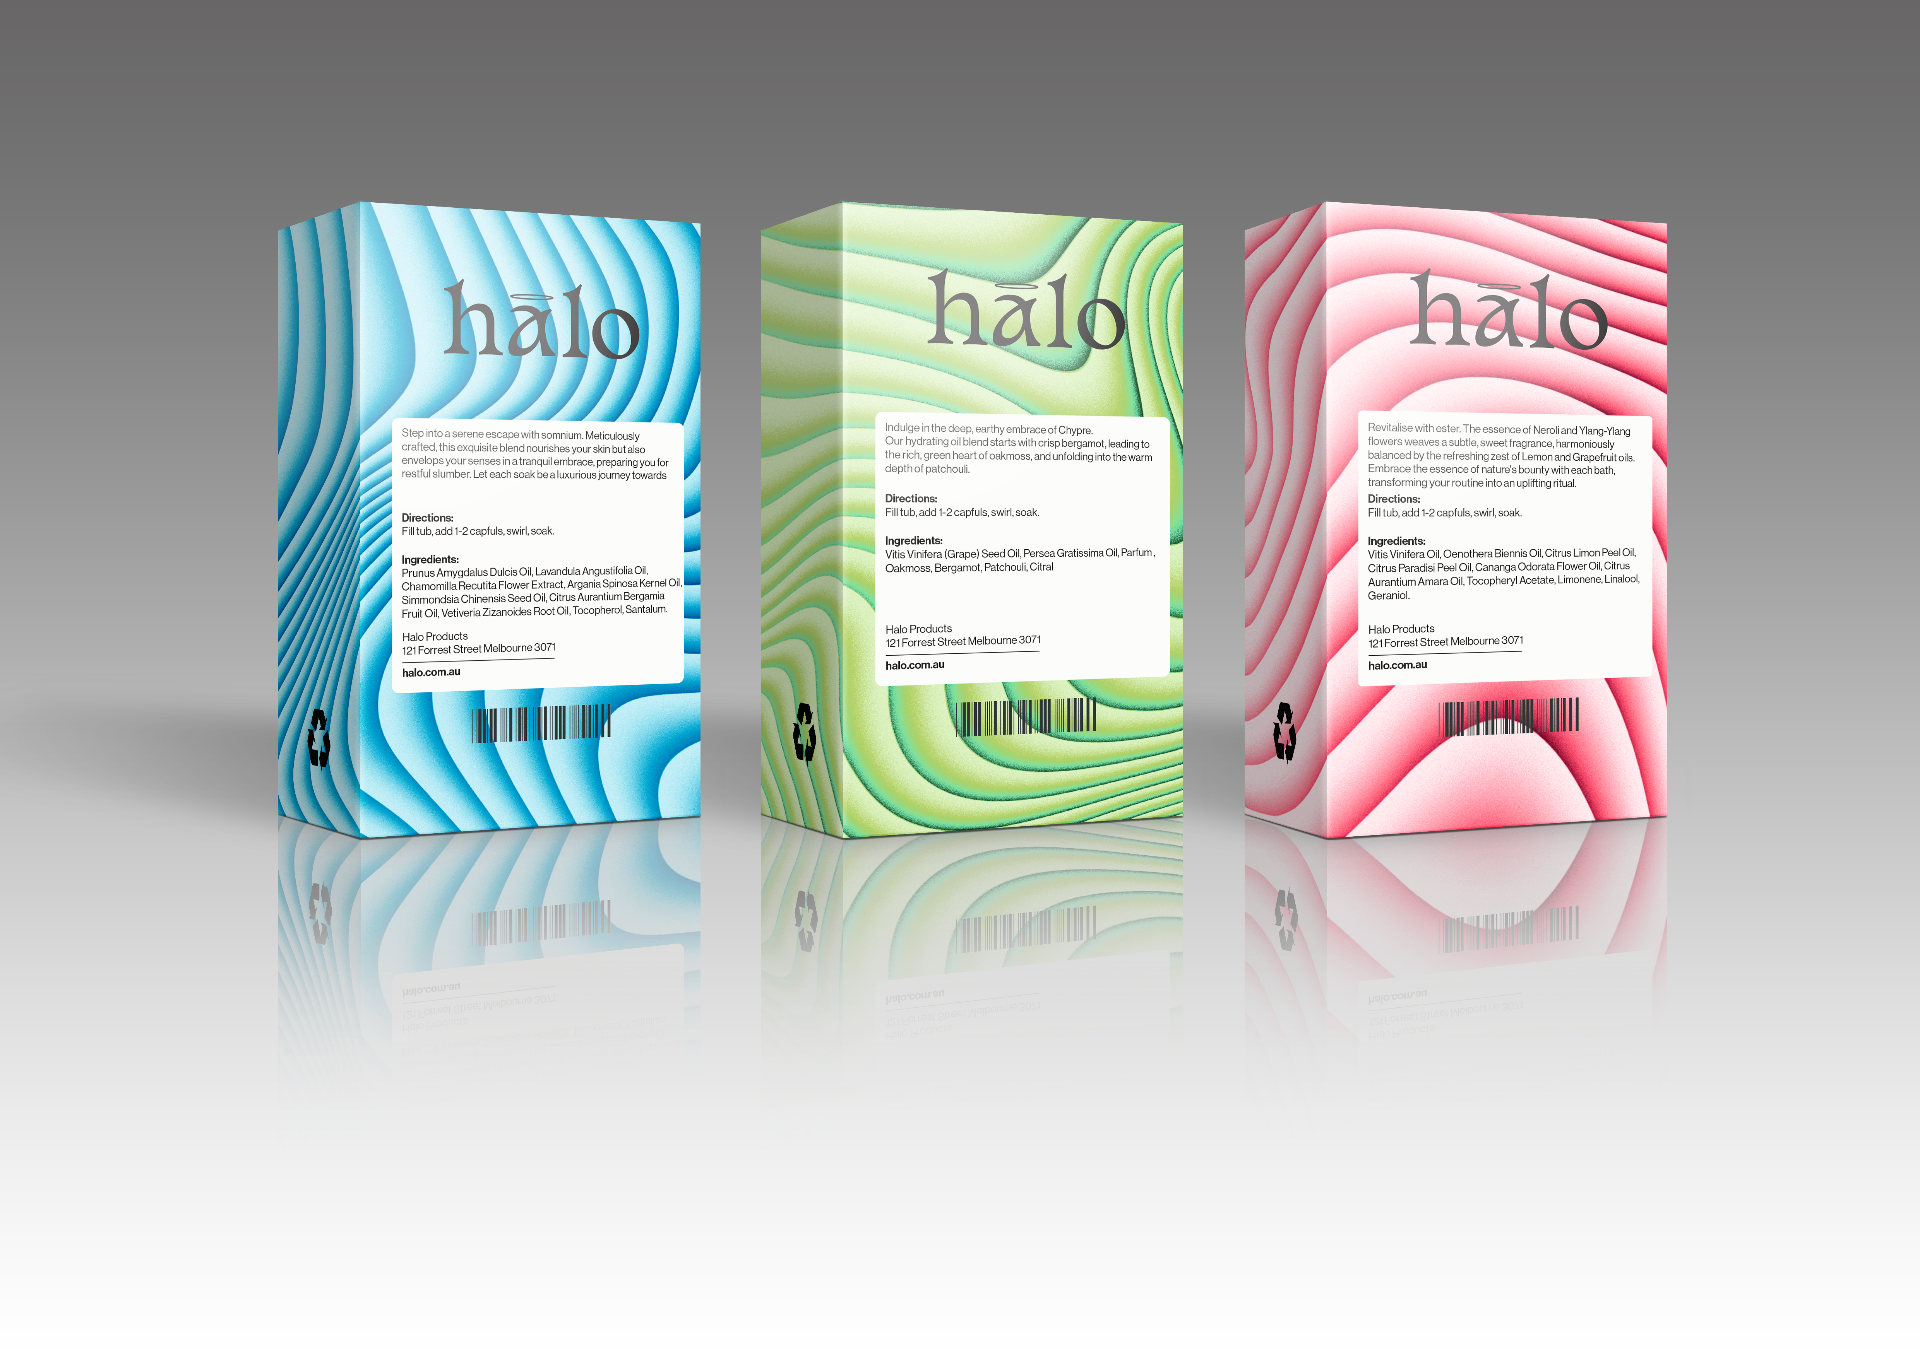 hālo
Step into a serene escape with somnium. Meticulously
crafted, this exquisite blend nourishes your skin but also
envelops your senses in a tranquil embrace, preparing you for
restful slumber. Let each soak be a luxurious journey towards
Directions:
Fill tub, add 1-2 capfuls, swirl, soak.
Ingredients:
Prunus Amygdalus Dulcis Oil, Lavandula Angustifolia Oil,
Chamomilla Recutita Flower Extract, Argania Spinosa Kernel Oil,
Simmondsia Chinensis Seed Oil, Citrus Aurantium Bergamia
Fruit Oil, Vetiveria Zizanoides Root Oil, Tocopherol, Santalum.
Halo Products
121 Forrest Street Melbourne 3071
halo.com.au
hālo
Indulge in the deep, earthy embrace of Chypre.
Our hydrating oil blend starts with crisp bergamot, leading to
the rich, green heart of oakmoss, and unfolding into the warm
depth of patchouli.
Directions:
Fill tub, add 1-2 capfuls, swirl, soak.
Ingredients:
Vitis Vinifera (Grape) Seed Oil, Persea Gratissima Oil, Parfum ,
Oakmoss, Bergamot, Patchouli, Citral
Halo Products
121 Forrest Street Melbourne 3071
halo.com.au
hālo
Revitalise with ester. The essence of Neroli and Ylang-Ylang
flowers weaves a subtle, sweet fragrance, harmoniously
balanced by the refreshing zest of Lemon and Grapefruit oils.
Embrace the essence of nature's bounty with each bath,
transforming your routine into an uplifting ritual.
Directions:
Fill tub, add 1-2 capfuls, swirl, soak.
Ingredients:
Vitis Vinifera Oil, Oenothera Biennis Oil, Citrus Limon Peel Oil,
Citrus Paradisi Peel Oil, Cananga Odorata Flower Oil, Citrus
Aurantium Amara Oil, Tocopheryl Acetate, Limonene, Linalool,
Geraniol.
Halo Products
121 Forrest Street Melbourne 3071
halo.com.au